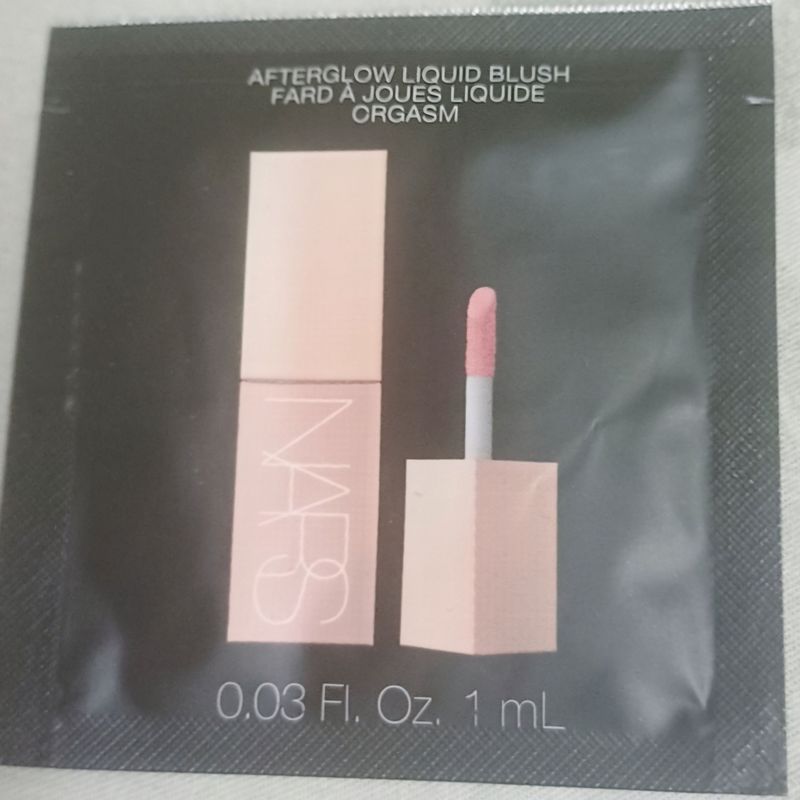 AFTERGLOW LIQUID BLUSH
FARD À JOUES LIQUIDE
ORGASM
NARS
0.03 Fl. Oz. 1 mL